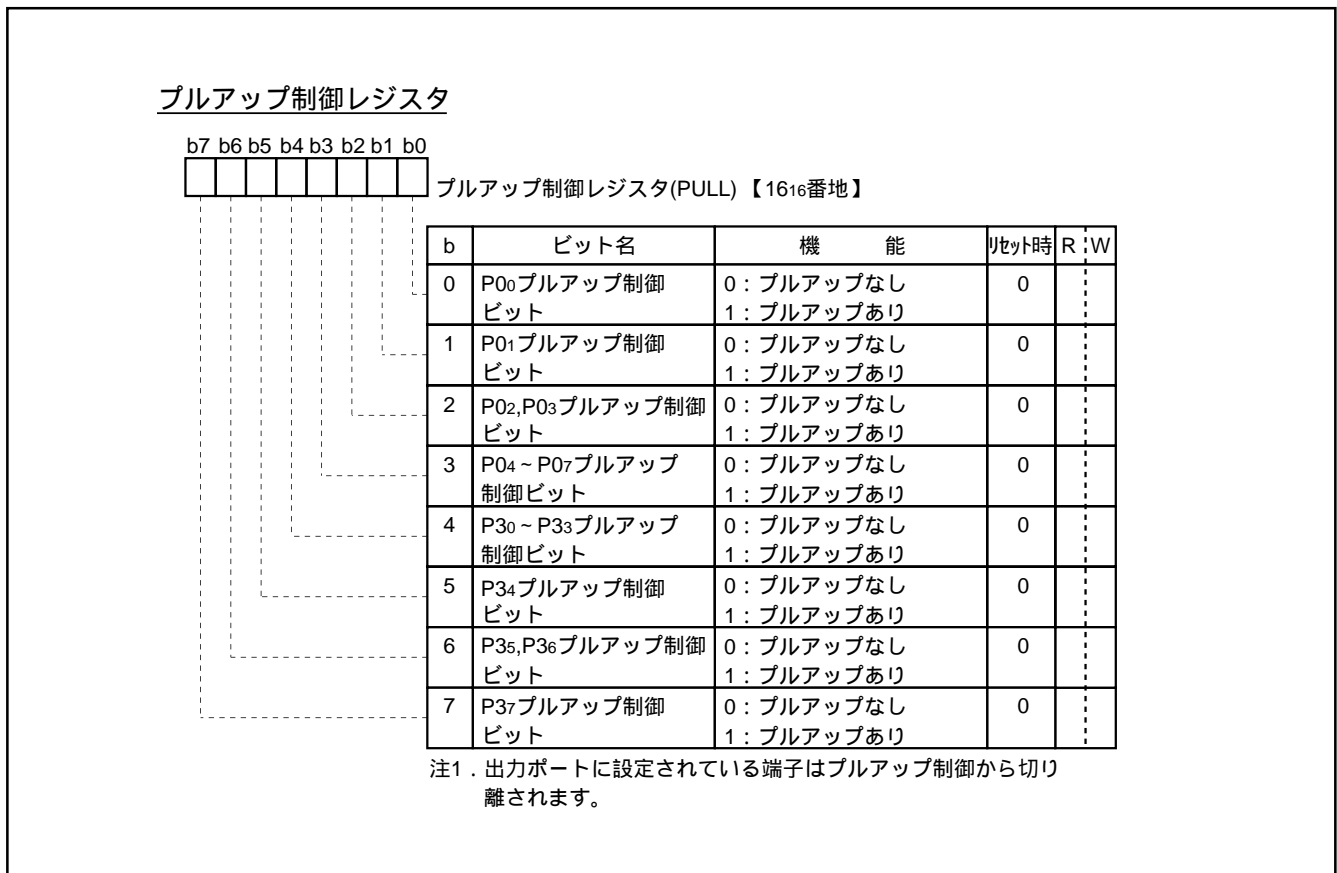 プルアップ制御レジスタ
b7 b6 b5 b4 b3 b2 b1 b0
プルアップ制御レジスタ(PULL)【1616番地】
b ビット名 機 能 リセット時 R W
0 P00プルアップ制御 0：プルアップなし 0
ビット 1：プルアップあり
1 P01プルアップ制御 0：プルアップなし 0
ビット 1：プルアップあり
2 P02,P03プルアップ制御 0：プルアップなし 0
ビット 1：プルアップあり
3 P04～P07プルアップ 0：プルアップなし 0
制御ビット 1：プルアップあり
4 P30～P33プルアップ 0：プルアップなし 0
制御ビット 1：プルアップあり
5 P34プルアップ制御 0：プルアップなし 0
ビット 1：プルアップあり
6 P35,P36プルアップ制御 0：プルアップなし 0
ビット 1：プルアップあり
7 P37プルアップ制御 0：プルアップなし 0
ビット 1：プルアップあり
注1．出力ポートに設定されている端子はプルアップ制御から切り
離されます。